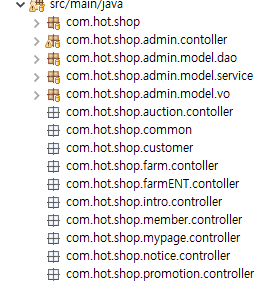 src/main/java
com.hot.shop
com.hot.shop.admin.contoller
com.hot.shop.admin.model.dao
com.hot.shop.admin.model.service
com.hot.shop.admin.model.vo
com.hot.shop.auction.contoller
com.hot.shop.common
com.hot.shop.customer
com.hot.shop.farm.contoller
com.hot.shop.farmENT.contoller
com.hot.shop.intro.controller
com.hot.shop.member.controller
com.hot.shop.mypage.controller
com.hot.shop.notice.controller
com.hot.shop.promotion.controller